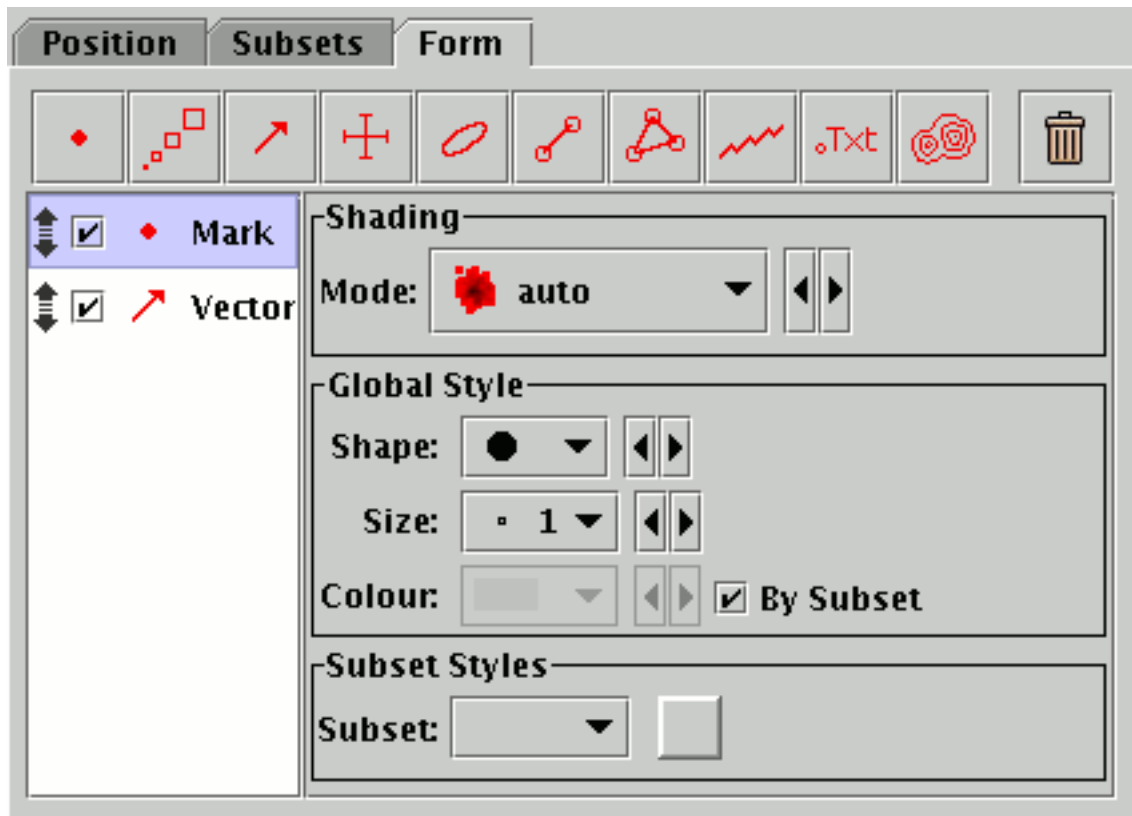 Position Subsets Form
.Txt
Mark
Vector
Shading
Mode: auto
Global Style
Shape:
Size: 1
Colour: By Subset
Subset Styles
Subset: